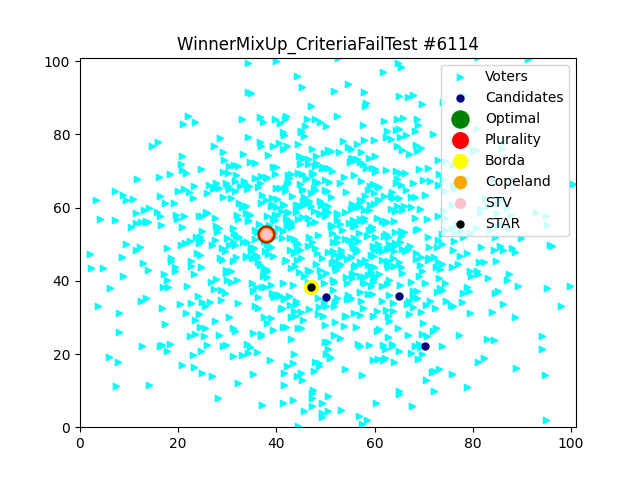 WinnerMixUp_CriteriaFailTest #6114
100
80
60
40
20
0
0
20
40
60
80
100
Voters
Candidates
Optimal
Plurality
Borda
Copeland
STV
STAR